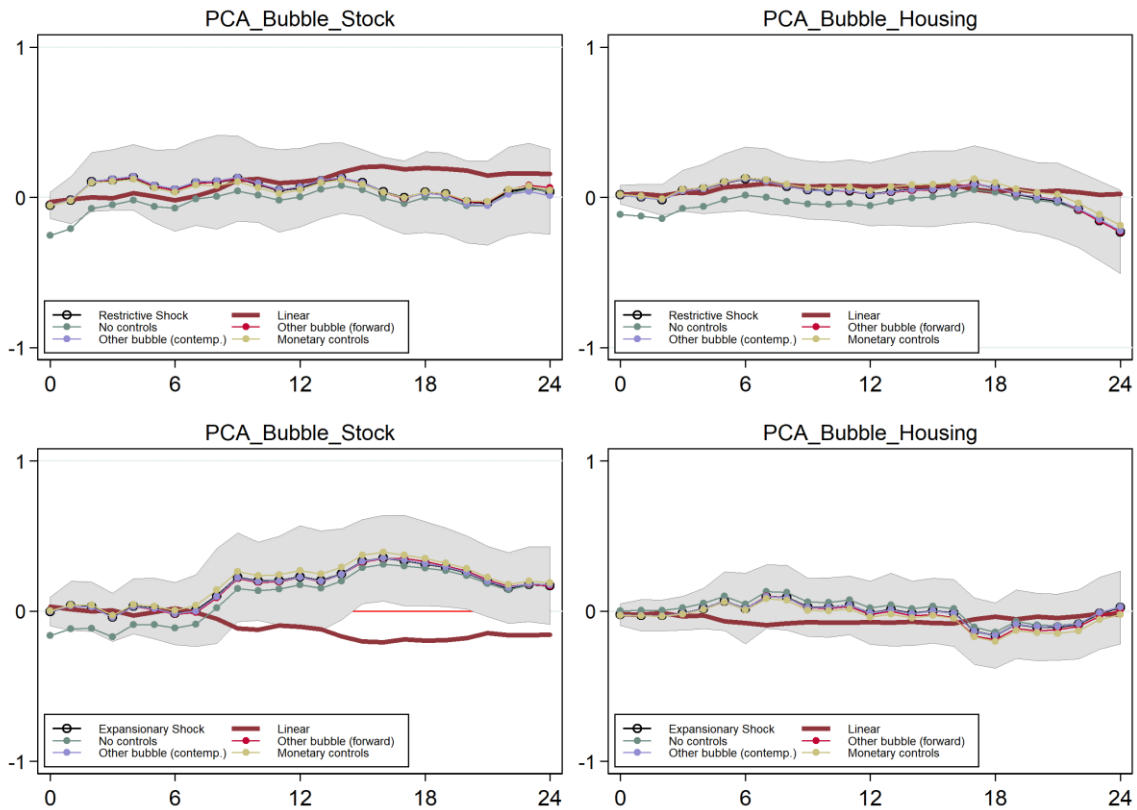 PCA_Bubble_Stock
1
0
-1
Restrictive Shock Linear
No controls Other bubble (forward)
Other bubble (contemp.) Monetary controls
0 6 12 18 24
PCA_Bubble_Housing
1
0
-1
Restrictive Shock Linear
No controls Other bubble (forward)
Other bubble (contemp.) Monetary controls
0 6 12 18 24
PCA_Bubble_Stock
1
0
-1
Expansionary Shock Linear
No controls Other bubble (forward)
Other bubble (contemp.) Monetary controls
0 6 12 18 24
PCA_Bubble_Housing
1
0
-1
Expansionary Shock Linear
No controls Other bubble (forward)
Other bubble (contemp.) Monetary controls
0 6 12 18 24